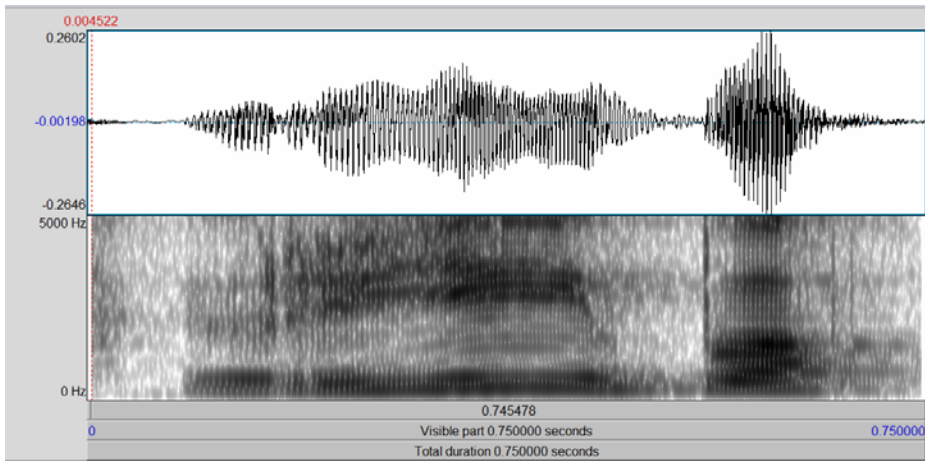 0.004522
0.2602
-0.00198
-0.2646
5000 Hz
0 Hz
0.745478
0 Visible part 0.750000 seconds 0.750000
Total duration 0.750000 seconds